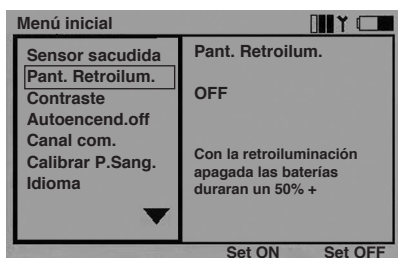 Menú inicial
Sensor sacudida
Pant. Retroilum.
Contraste
Autoencend.off
Canal com.
Calibrar P.Sang.
Idioma
Pant. Retroilum.
OFF
Con la retroiluminación
apagada las baterías
duraran un 50% +
Set ON Set OFF